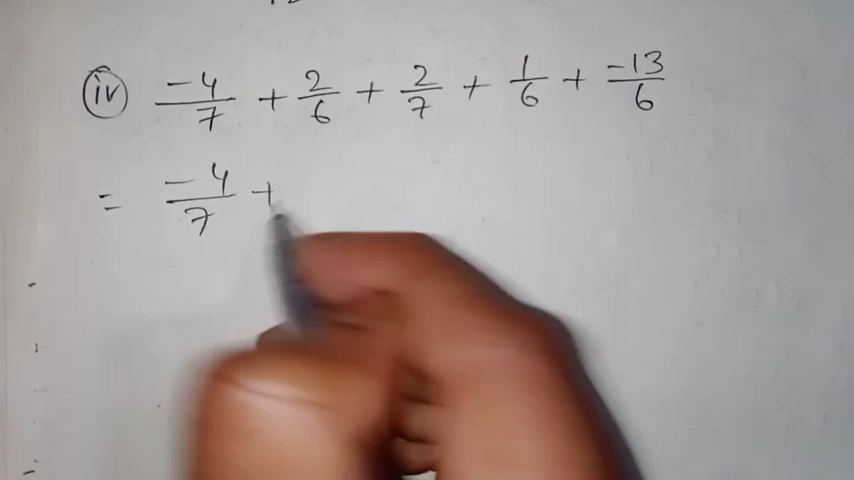 (iv) -4/7 + 2/6 + 2/7 + 1/6 + -13/6
= -4/7 +